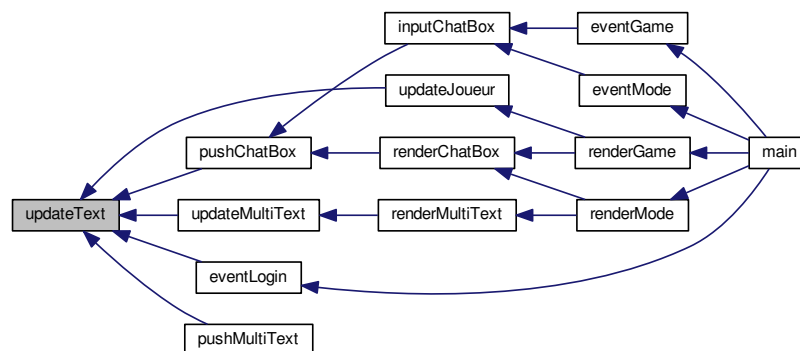 inputChatBox
eventGame
updateJoueur
eventMode
pushChatBox
renderChatBox
renderGame
main
updateText
updateMultiText
renderMultiText
renderMode
eventLogin
pushMultiText